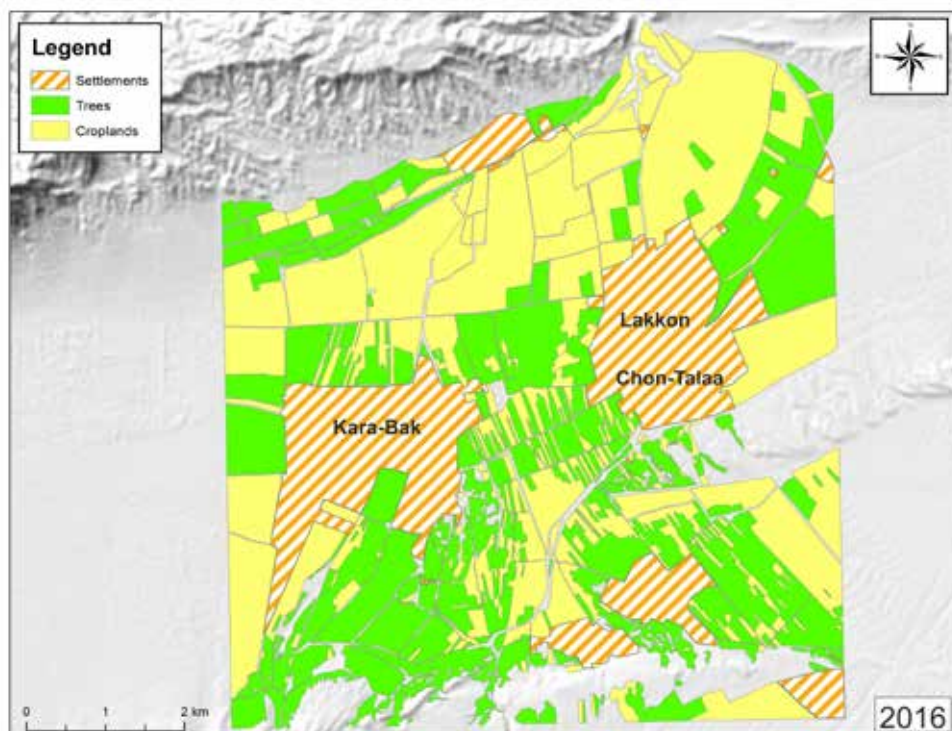 Legend
Settlements
Trees
Croplands
Lakkon
Chon-Talaa
Kara-Bak
0 1 2 km
2016